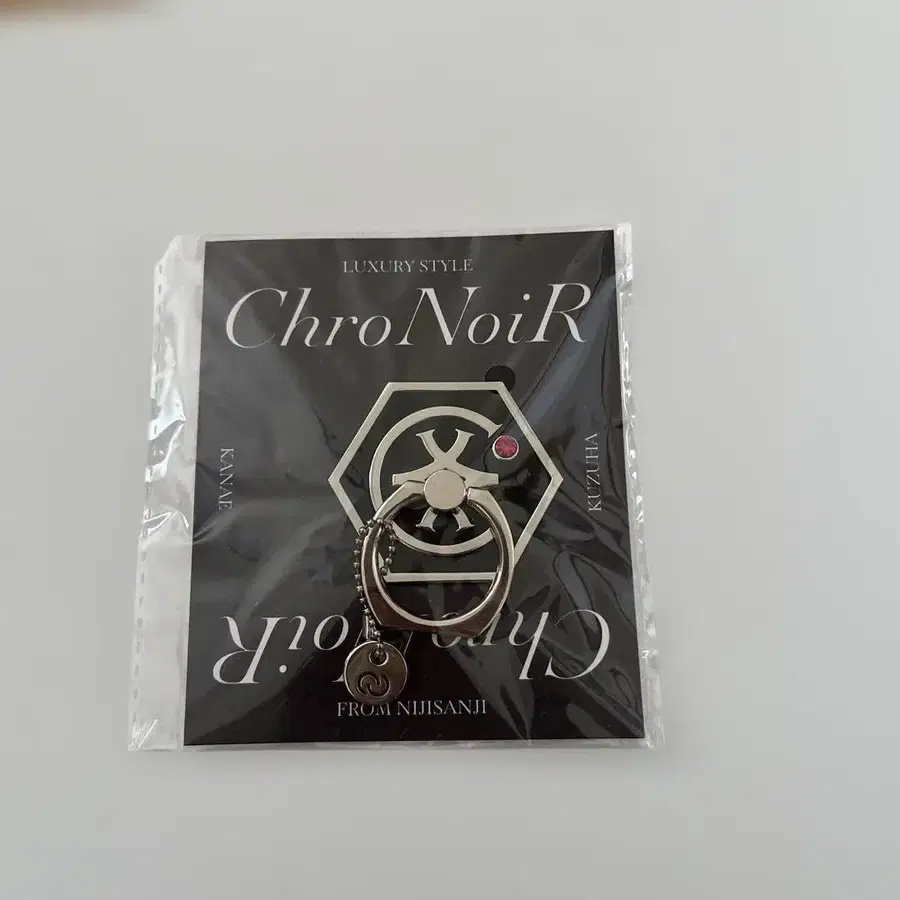 LUXURY STYLE
ChroNoiR
KANAE
KUZUHA
ChroNoiR
FROM NIJISANJI